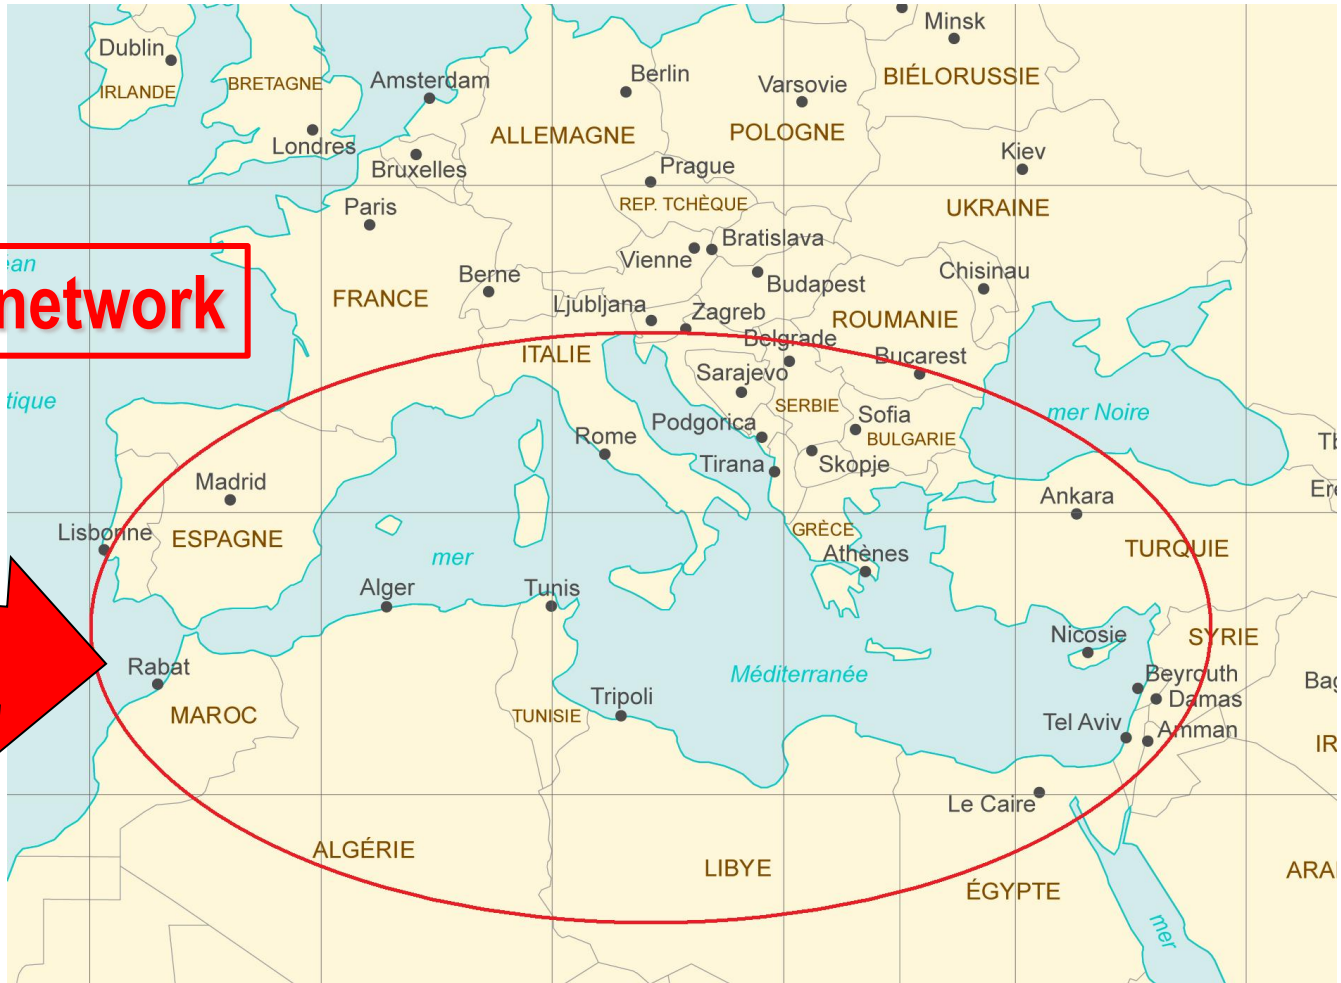 Minsk
Dublin
Berlin
Amsterdam
BIÉLORUSSIE
Varsovie
IRLANDE
BRETAGNE
ALLEMAGNE
POLOGNE
Londres
Kiev
Bruxelles
Prague
REP. TCHÈQUE
Paris
UKRAINE
Bratislava
Vienne
Berne
Chisinau
Budapest
network
FRANCE
Ljubljana
Zagreb
ROUMANIE
Belgrade
ITALIE
Bucarest
Sarajevo
SERBIE
mer Noire
Sofia
Podgorica
Rome
BULGARIE
Tirana
Skopje
Madrid
Ankara
Lisbonne
ESPAGNE
GRÈCE
Athènes
TURQUIE
mer
Alger
Tunis
Nicosie
SYRIE
Rabat
Méditerranée
Beyrouth
Tripoli
Damas
MAROC
TUNISIE
Tel Aviv
Amman
Le Caire
ALGÉRIE
LIBYE
ÉGYPTE
mer